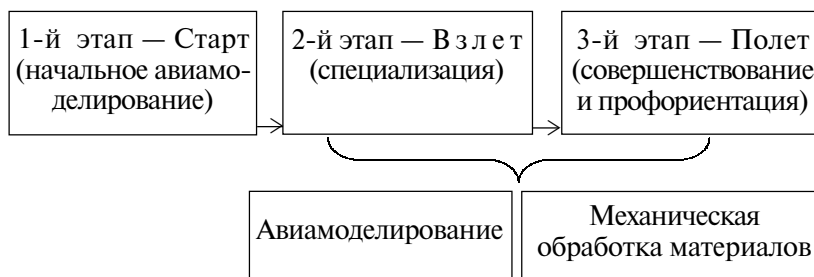 1-й этап — Старт
(начальное авиамо-
делирование)
2-й этап — Взлет
(специализация)
3-й этап — Полет
(совершенствование
и профориентация)
Авиамоделирование
Механическая
обработка материалов